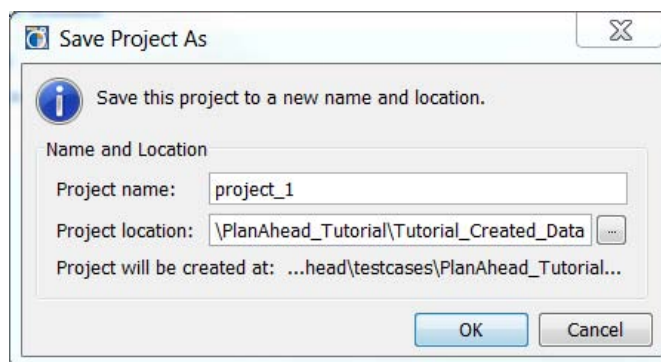 Save Project As
Save this project to a new name and location.
Name and Location
Project name: project_1
Project location: \PlanAhead_Tutorial\Tutorial_Created_Data ...
Project will be created at: ...head\testcases\PlanAhead_Tutorial...
OK Cancel